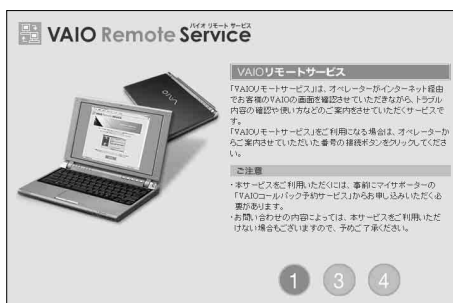 バイオ リモート サービス
VAIO Remote Service
VAIOリモートサービス
「VAIOリモートサービス」は、オペレーターがインターネット経由
でお客様のVAIOの画面を確認させていただきながら、トラブル
内容の確認や使い方などのご案内をさせていただくサービスで
す。
「VAIOリモートサービス」をご利用になる場合は、オペレーターか
らご案内させていただいた番号の接続ボタンをクリックしてくださ
い。
ご注意
・本サービスをご利用いただくには、事前にマイサポーターの
「VAIOコールバック予約サービス」からお申し込みいただく必
要があります。
・お問い合わせの内容によっては、本サービスをご利用いただ
けない場合もございますので、予めご了承ください。
1 3 4